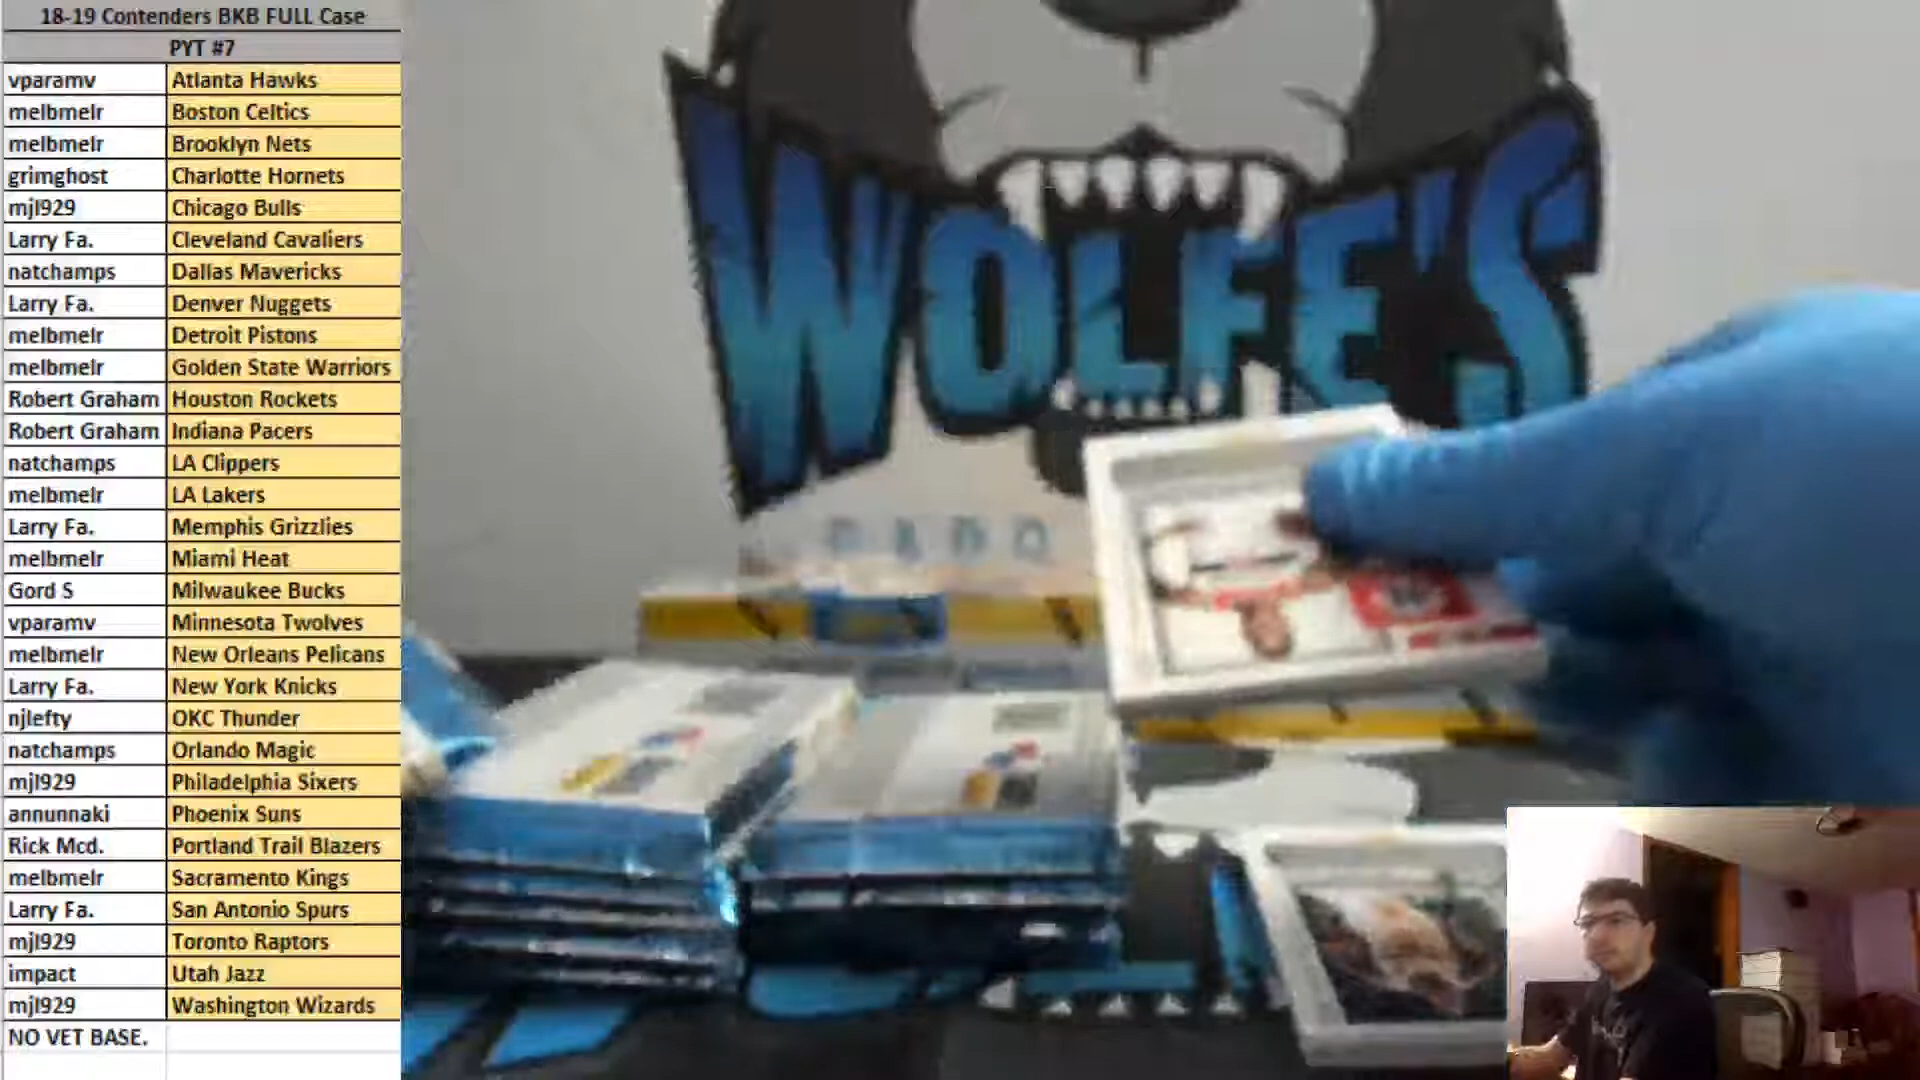 18-19 Contenders BKB FULL Case
PYT #7
vparamv Atlanta Hawks
melbmelr Boston Celtics
melbmelr Brooklyn Nets
grimghost Charlotte Hornets
mjl929 Chicago Bulls
Larry Fa. Cleveland Cavaliers
natchamps Dallas Mavericks
Larry Fa. Denver Nuggets
melbmelr Detroit Pistons
melbmelr Golden State Warriors
Robert Graham Houston Rockets
Robert Graham Indiana Pacers
natchamps LA Clippers
melbmelr LA Lakers
Larry Fa. Memphis Grizzlies
melbmelr Miami Heat
Gord S Milwaukee Bucks
vparamv Minnesota Twolves
melbmelr New Orleans Pelicans
Larry Fa. New York Knicks
njlefty OKC Thunder
natchamps Orlando Magic
mjl929 Philadelphia Sixers
annunnaki Phoenix Suns
Rick Mcd. Portland Trail Blazers
melbmelr Sacramento Kings
Larry Fa. San Antonio Spurs
mjl929 Toronto Raptors
impact Utah Jazz
mjl929 Washington Wizards
NO VET BASE.
WOLFE'S